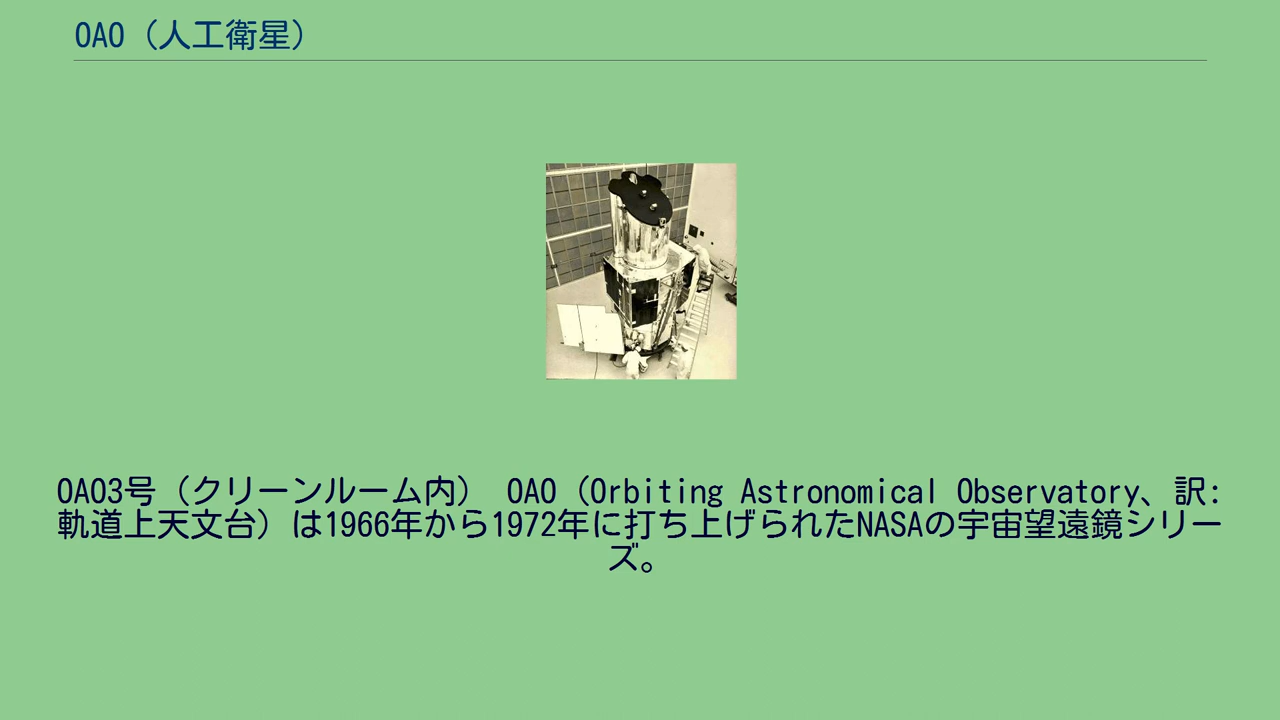 OAO（人工衛星）
OAO3号（クリーンルーム内） OAO（Orbiting Astronomical Observatory、訳:
軌道上天文台）は1966年から1972年に打ち上げられたNASAの宇宙望遠鏡シリー
ズ。